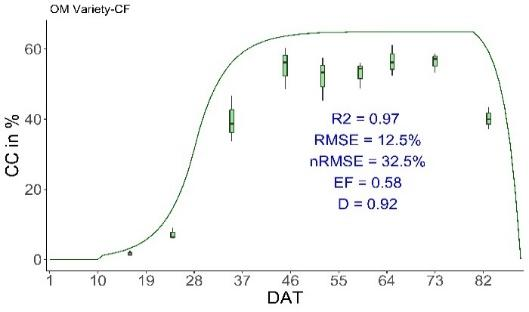 OM Variety-CF
CC in %
60
40
20
0
R2 = 0.97
RMSE = 12.5%
nRMSE = 32.5%
EF = 0.58
D = 0.92
1 10 19 28 37 46 55 64 73 82
DAT